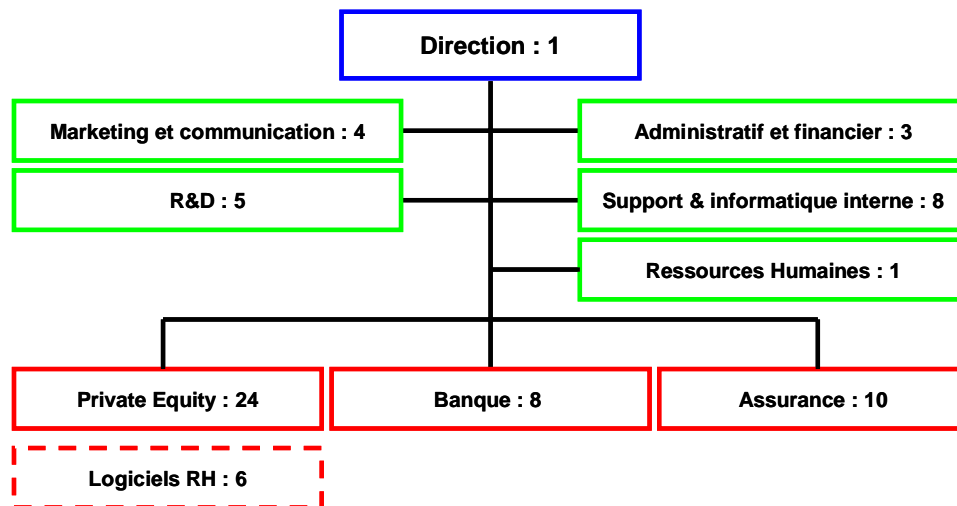 Direction : 1
Marketing et communication : 4
Administratif et financier : 3
R&D : 5
Support & informatique interne : 8
Ressources Humaines : 1
Private Equity : 24
Banque : 8
Assurance : 10
Logiciels RH : 6